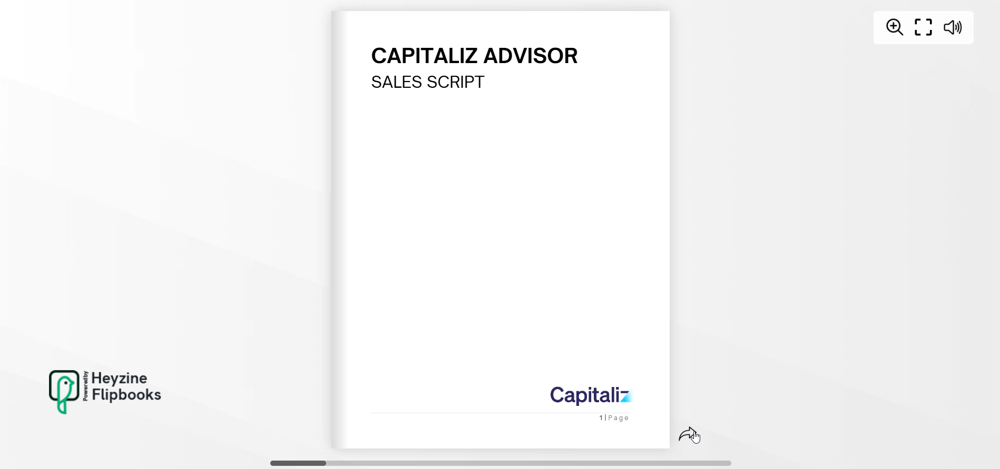 CAPITALIZ ADVISOR
SALES SCRIPT
Powered by
Heyzine
Flipbooks
Capitaliz
1 | Page